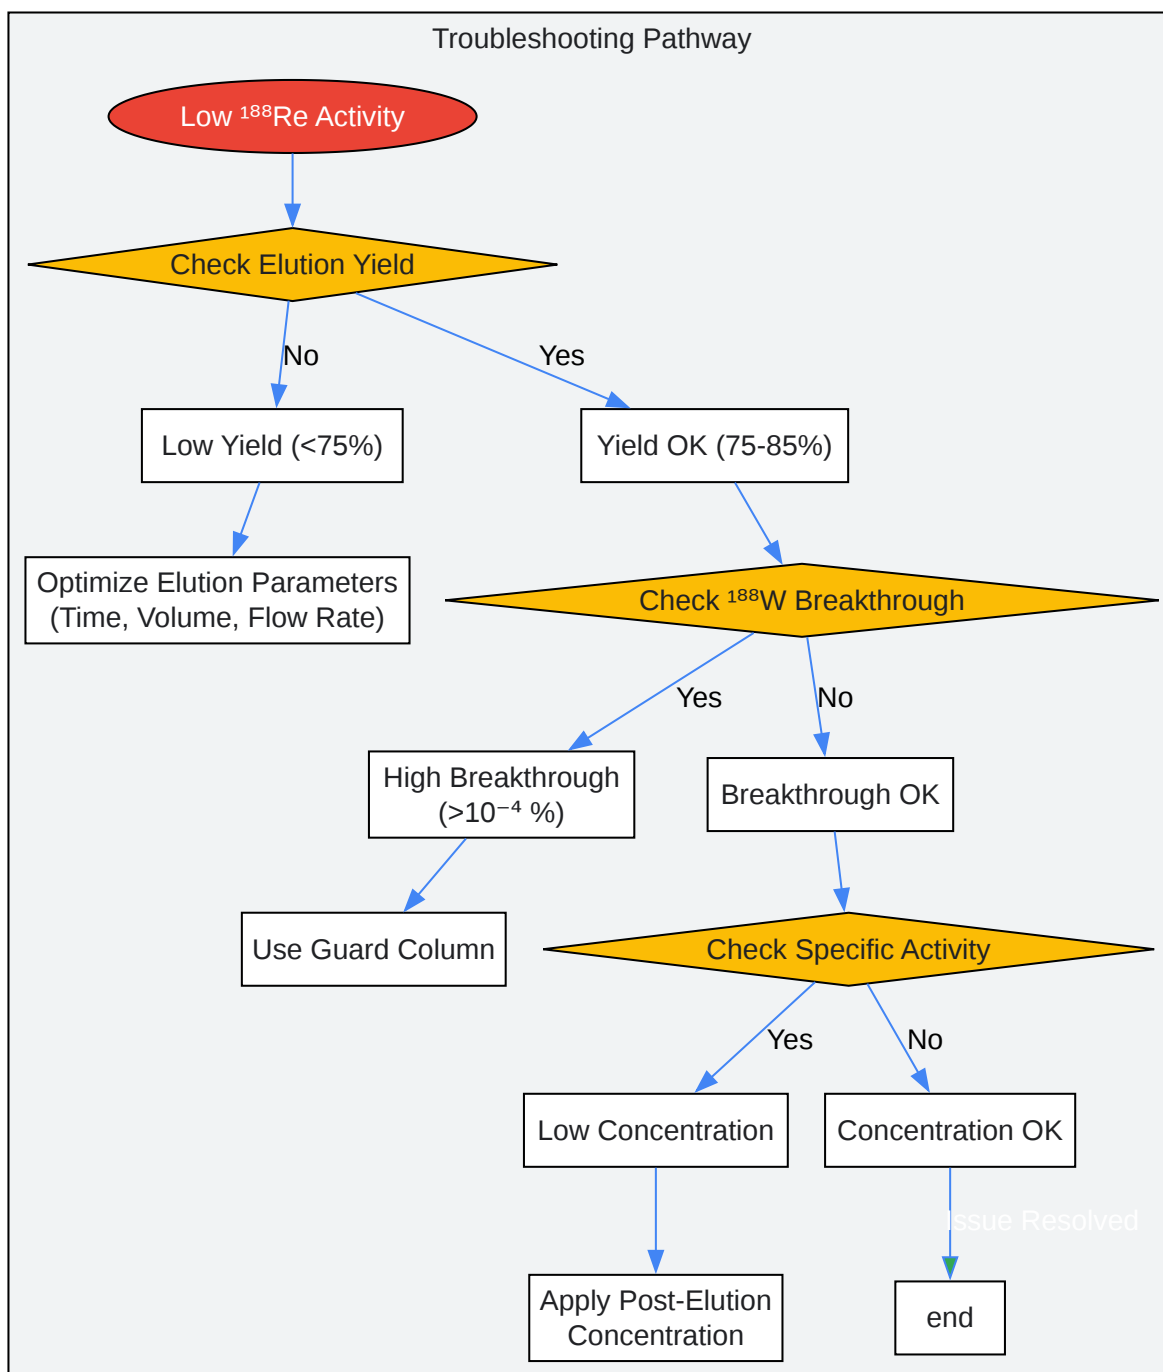 Troubleshooting Pathway
Low ¹⁸⁸Re Activity
Check Elution Yield
No
Yes
Low Yield (<75%)
Yield OK (75-85%)
Optimize Elution Parameters
(Time, Volume, Flow Rate)
Check ¹⁸⁸W Breakthrough
Yes
No
High Breakthrough
(>10⁻⁴ %)
Breakthrough OK
Use Guard Column
Check Specific Activity
Yes
No
Low Concentration
Concentration OK
Issue Resolved
Apply Post-Elution
Concentration
end